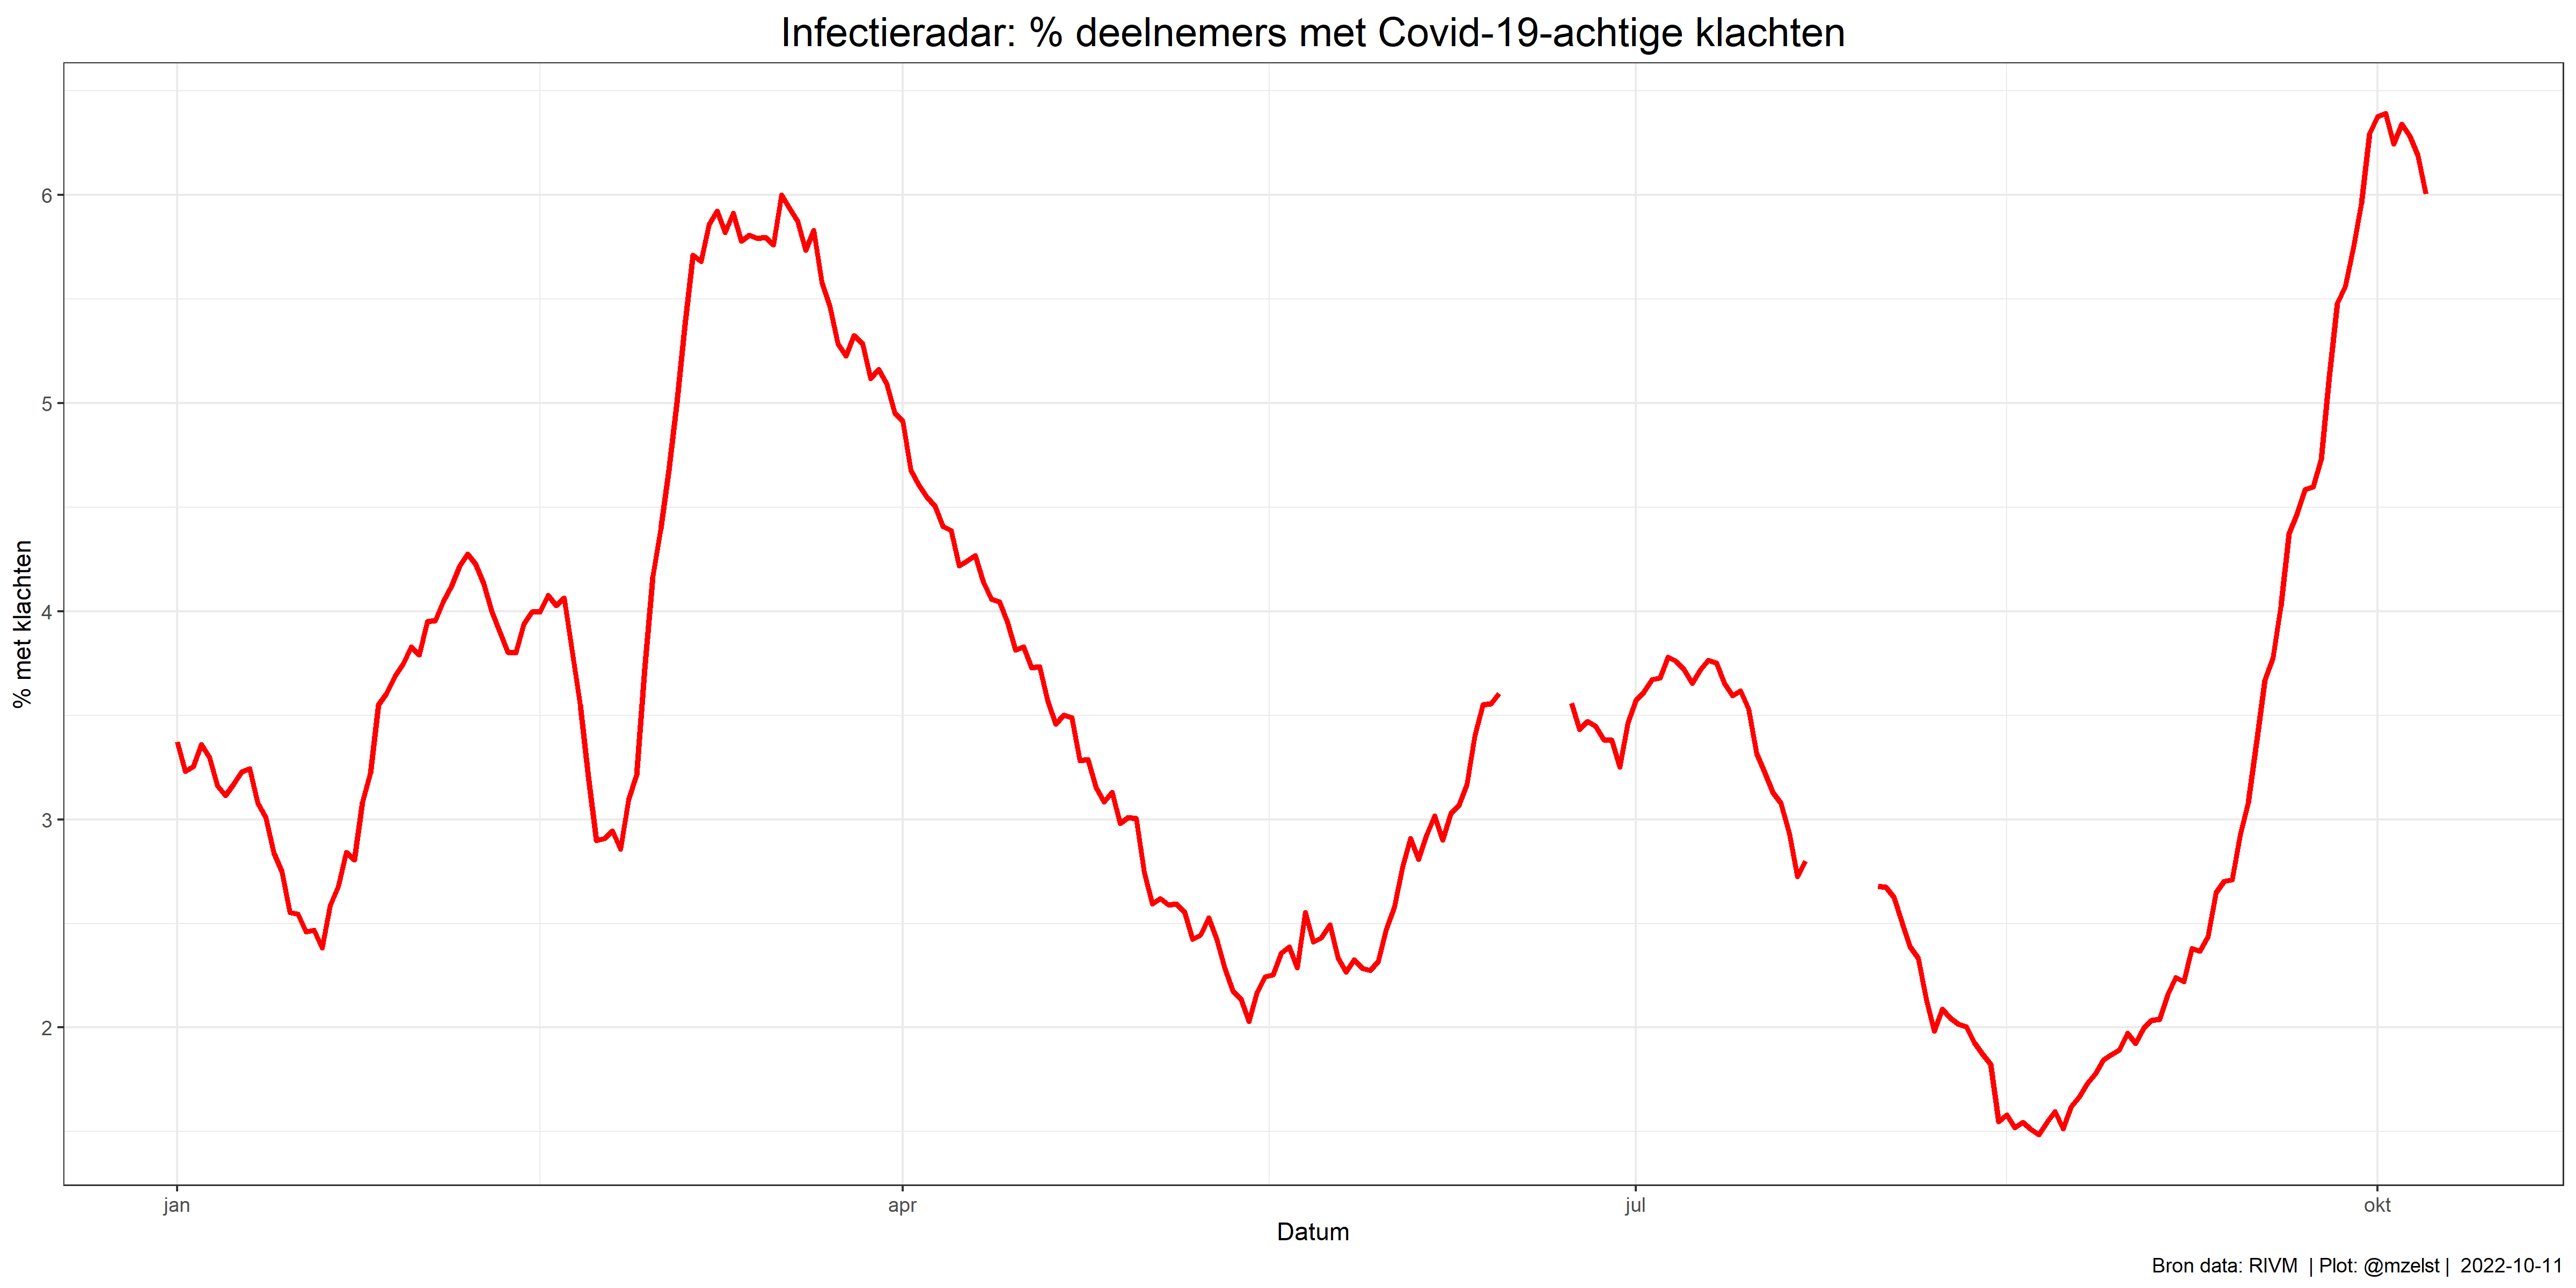 Infectieradar: % deelnemers met Covid-19-achtige klachten
6
5
4
3
2
% met klachten
jan apr jul okt
Datum
Bron data: RIVM | Plot: @mzelst | 2022-10-11